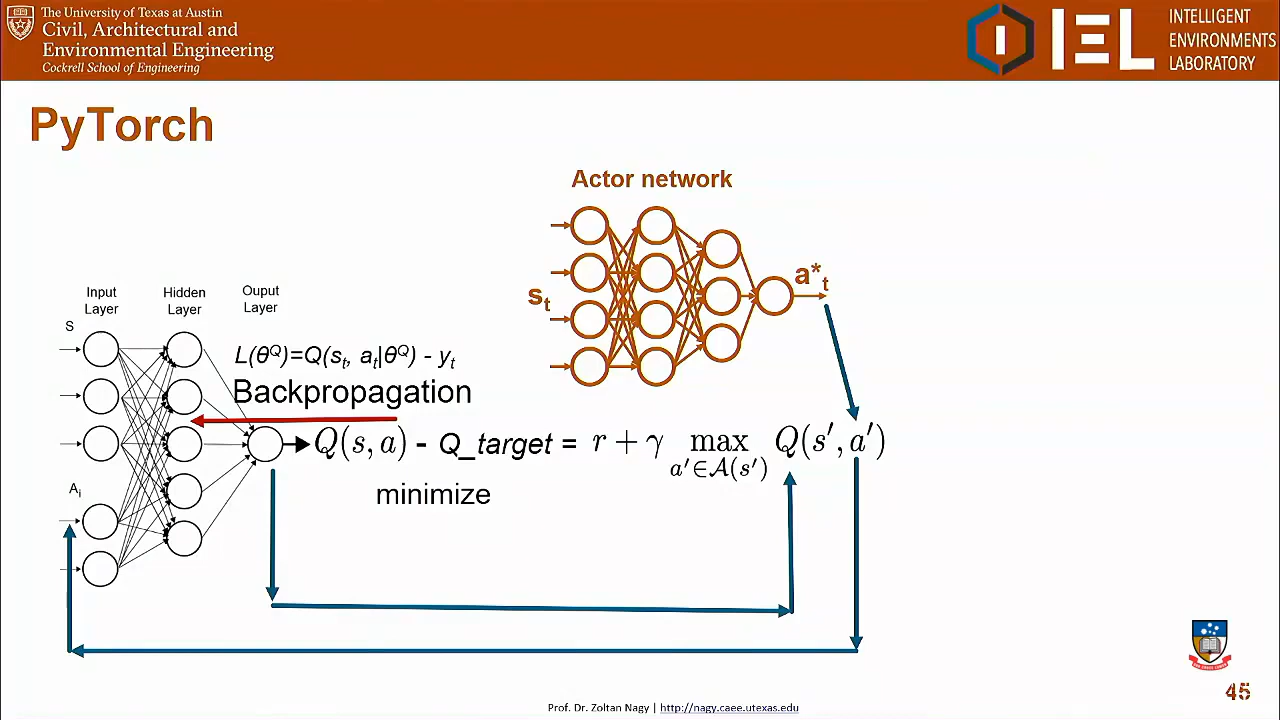 The University of Texas at Austin
Civil, Architectural and
Environmental Engineering
Cockrell School of Engineering
INTELLIGENT
ENVIRONMENTS
LABORATORY
IEL
PyTorch
Actor network
s_t
a*_t
Input
Layer
Hidden
Layer
Ouput
Layer
S
A_i
L(θ^Q)=Q(s_t, a_t|θ^Q) - y_t
Backpropagation
Q(s, a) - Q_target = r + γ max_{a′∈𝒜(s′)} Q(s′, a′)
minimize
Prof. Dr. Zoltan Nagy | http://nagy.caee.utexas.edu
45